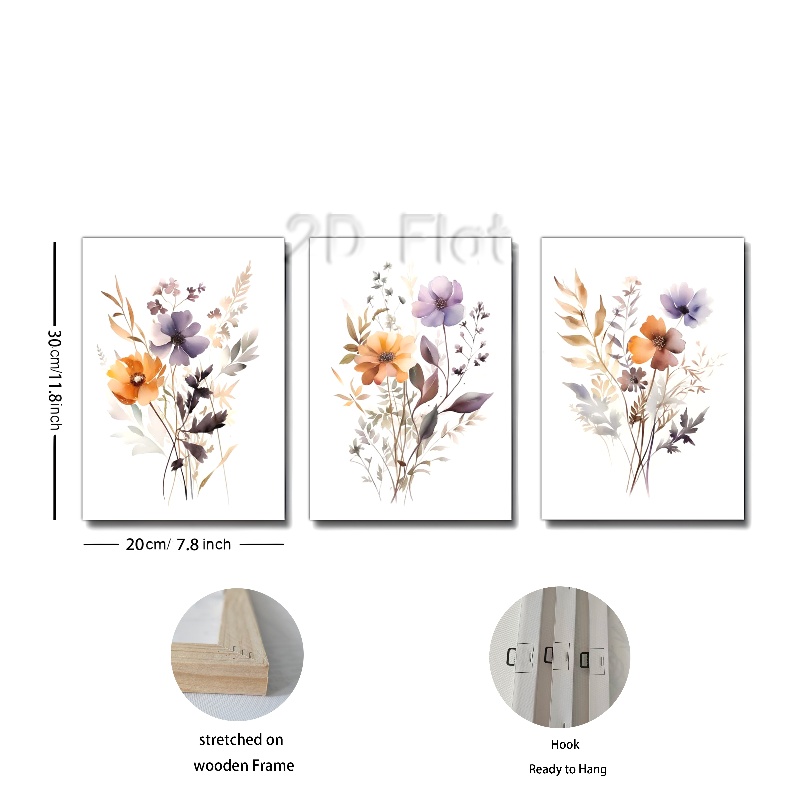 2D Flat
30cm/11.8inch
20cm/ 7.8 inch
stretched on
wooden Frame
Hook
Ready to Hang